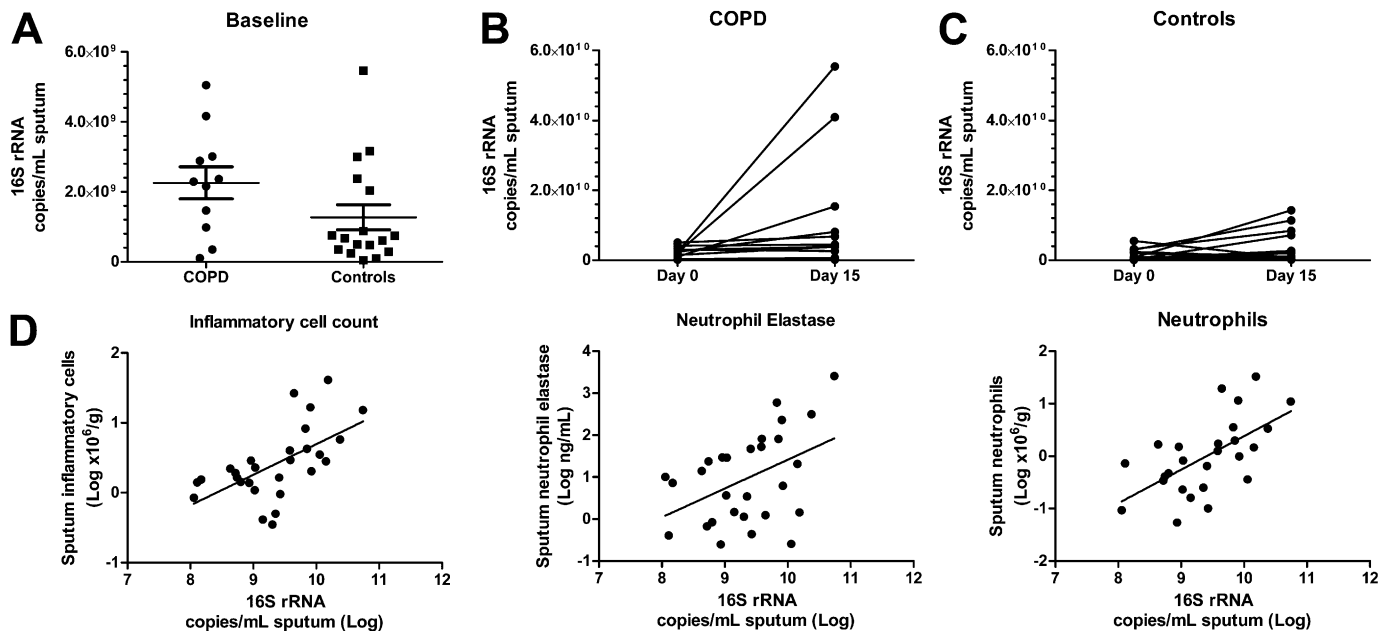 A
Baseline
16S rRNA
copies/mL sputum
6.0×10⁹
4.0×10⁹
2.0×10⁹
0
COPD
Controls
B
COPD
16S rRNA
copies/mL sputum
6.0×10¹⁰
4.0×10¹⁰
2.0×10¹⁰
0
Day 0
Day 15
C
Controls
16S rRNA
copies/mL sputum
6.0×10¹⁰
4.0×10¹⁰
2.0×10¹⁰
0
Day 0
Day 15
D
Inflammatory cell count
Sputum inflammatory cells
(Log x10⁶/g)
2
1
0
-1
7 8 9 10 11 12
16S rRNA
copies/mL sputum (Log)
Neutrophil Elastase
Sputum neutrophil elastase
(Log ng/mL)
4
3
2
1
0
-1
7 8 9 10 11 12
16S rRNA
copies/mL sputum (Log)
Neutrophils
Sputum neutrophils
(Log x10⁶/g)
2
1
0
-1
-2
7 8 9 10 11 12
16S rRNA
copies/mL sputum (Log)